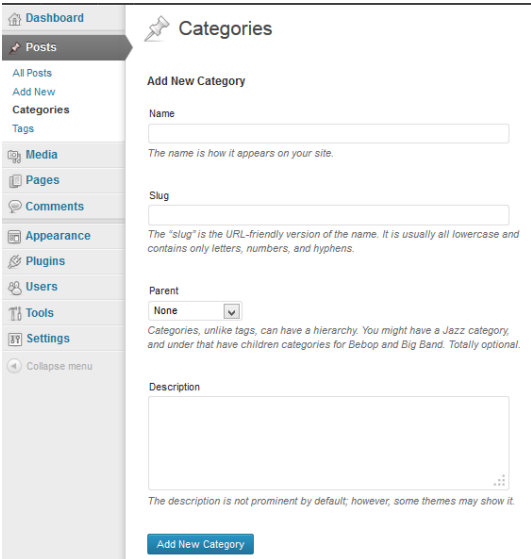 Dashboard
Posts
All Posts
Add New
Categories
Tags
Media
Pages
Comments
Appearance
Plugins
Users
Tools
Settings
Collapse menu
Categories
Add New Category
Name
The name is how it appears on your site.
Slug
The “slug” is the URL-friendly version of the name. It is usually all lowercase and
contains only letters, numbers, and hyphens.
Parent
None
Categories, unlike tags, can have a hierarchy. You might have a Jazz category,
and under that have children categories for Bebop and Big Band. Totally optional.
Description
The description is not prominent by default; however, some themes may show it.
Add New Category